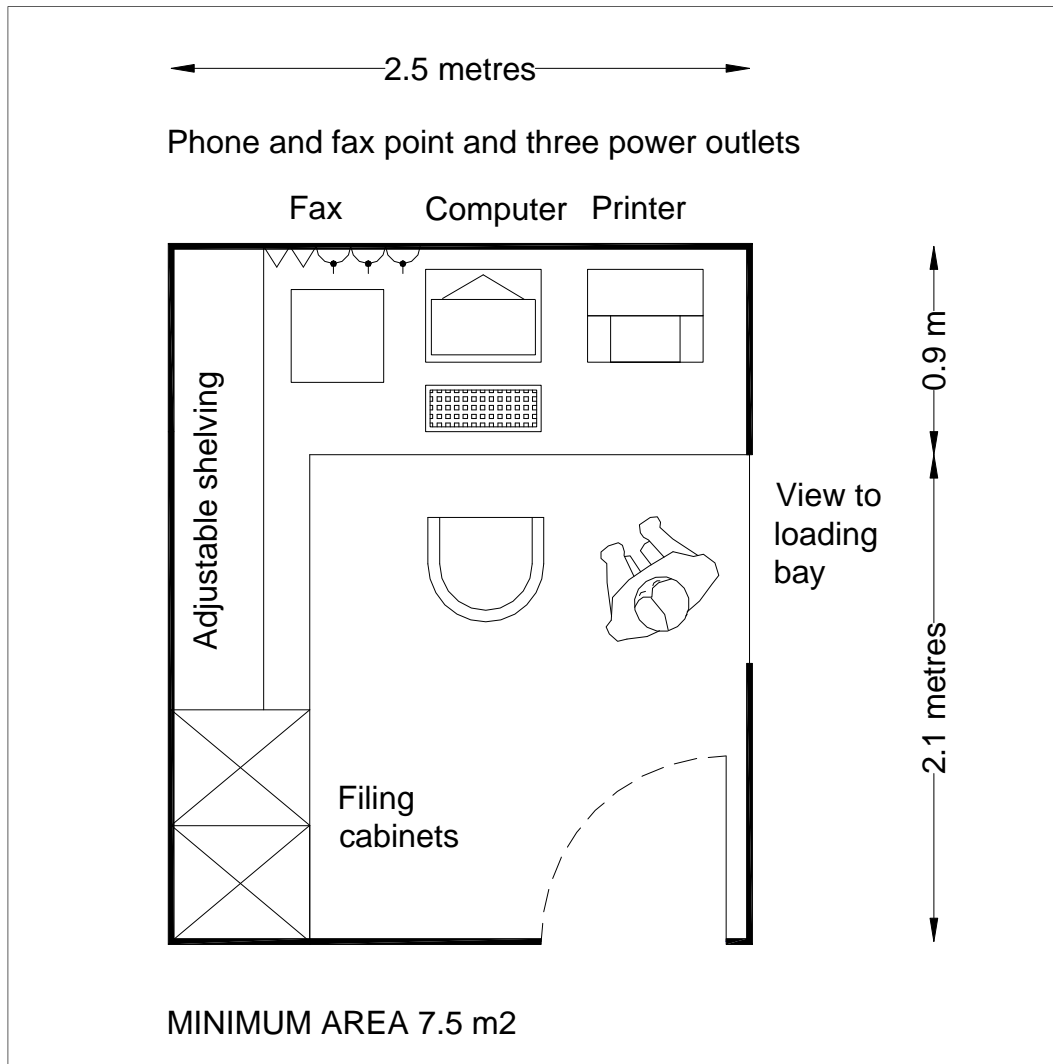 2.5 metres
Phone and fax point and three power outlets
Fax
Computer
Printer
0.9 m
Adjustable shelving
View to
loading
bay
2.1 metres
Filing
cabinets
MINIMUM AREA 7.5 m2